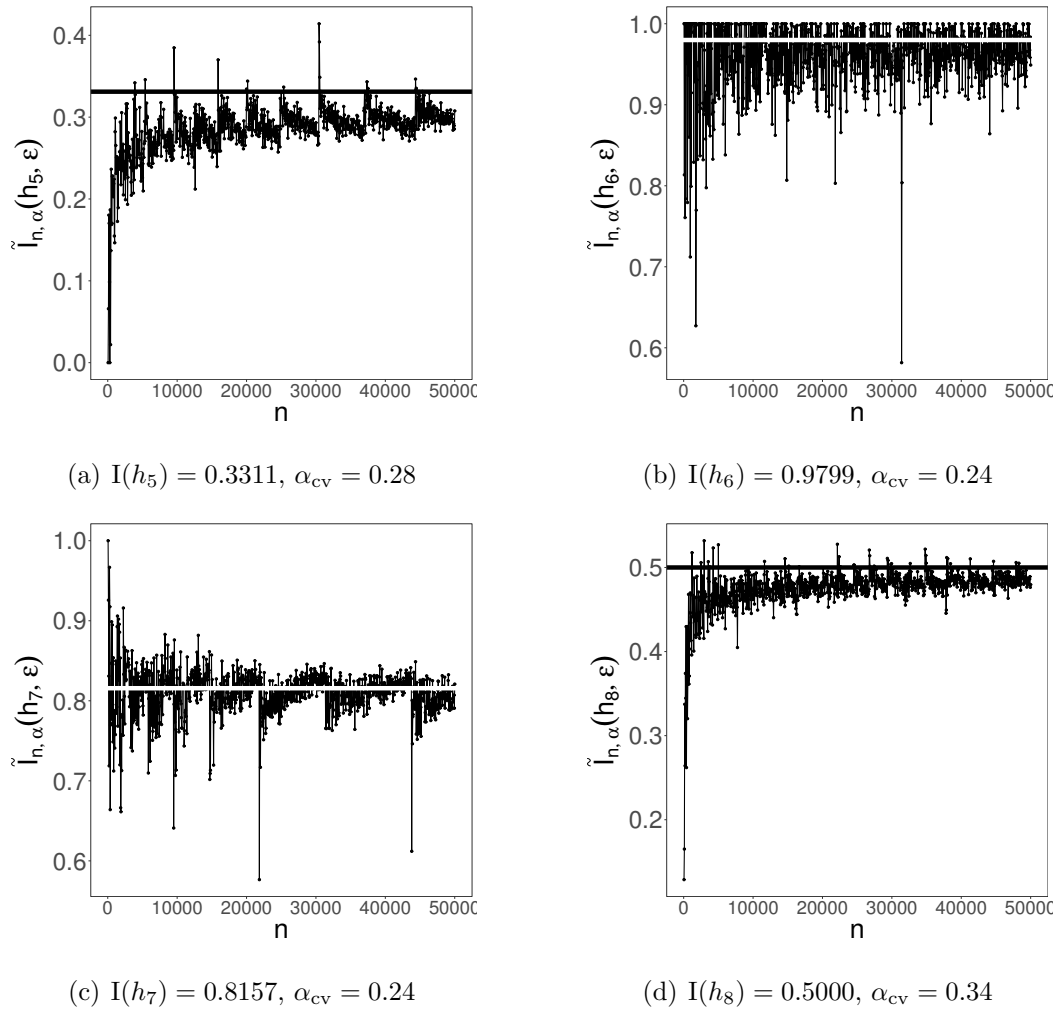 0.4
0.3
0.2
0.1
0.0
Ĩn, α(h5, ε)
0 10000 20000 30000 40000 50000
n
(a) I(h5) = 0.3311, αcv = 0.28
1.0
0.9
0.8
0.7
0.6
Ĩn, α(h6, ε)
0 10000 20000 30000 40000 50000
n
(b) I(h6) = 0.9799, αcv = 0.24
1.0
0.9
0.8
0.7
0.6
Ĩn, α(h7, ε)
0 10000 20000 30000 40000 50000
n
(c) I(h7) = 0.8157, αcv = 0.24
0.5
0.4
0.3
0.2
Ĩn, α(h8, ε)
0 10000 20000 30000 40000 50000
n
(d) I(h8) = 0.5000, αcv = 0.34